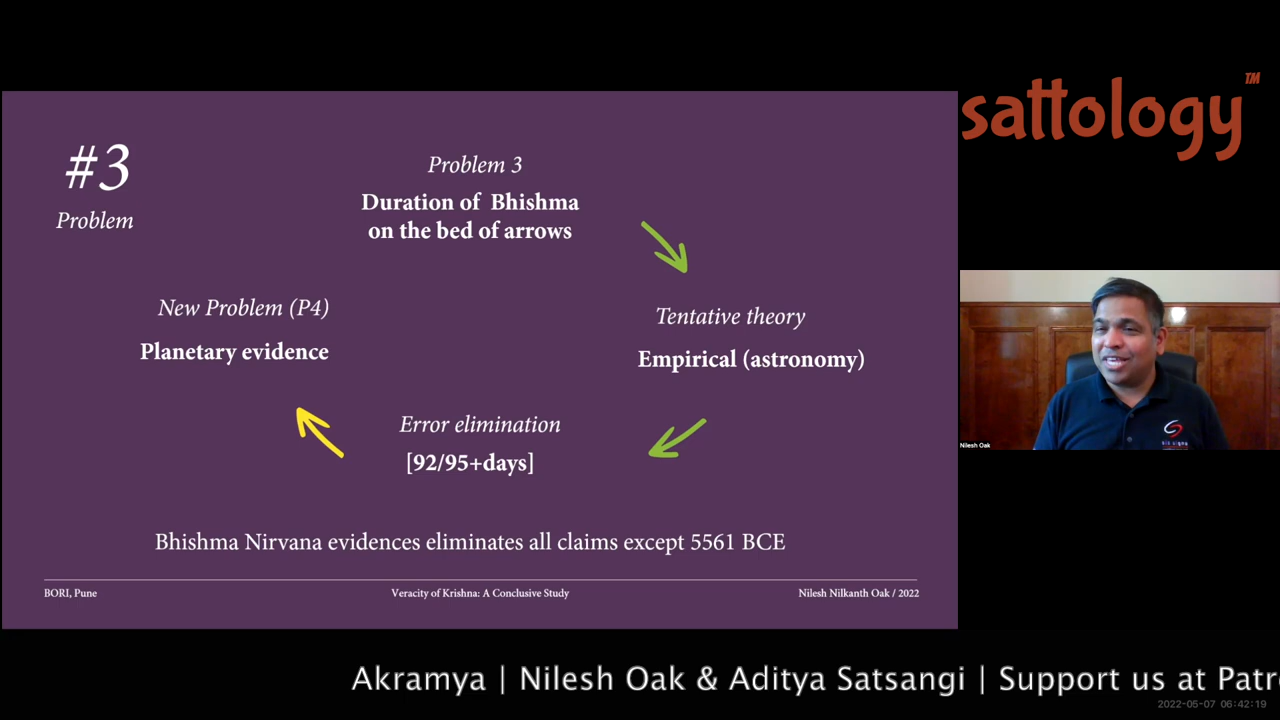 sattology™
#3
Problem
Problem 3
Duration of Bhishma
on the bed of arrows
New Problem (P4)
Planetary evidence
Tentative theory
Empirical (astronomy)
Error elimination
[92/95+days]
Bhishma Nirvana evidences eliminates all claims except 5561 BCE
BORI, Pune
Veracity of Krishna: A Conclusive Study
Nilesh Nilkanth Oak / 2022
Nilesh Oak
Akramya | Nilesh Oak & Aditya Satsangi | Support us at Patr
2022-05-07 06:42:19